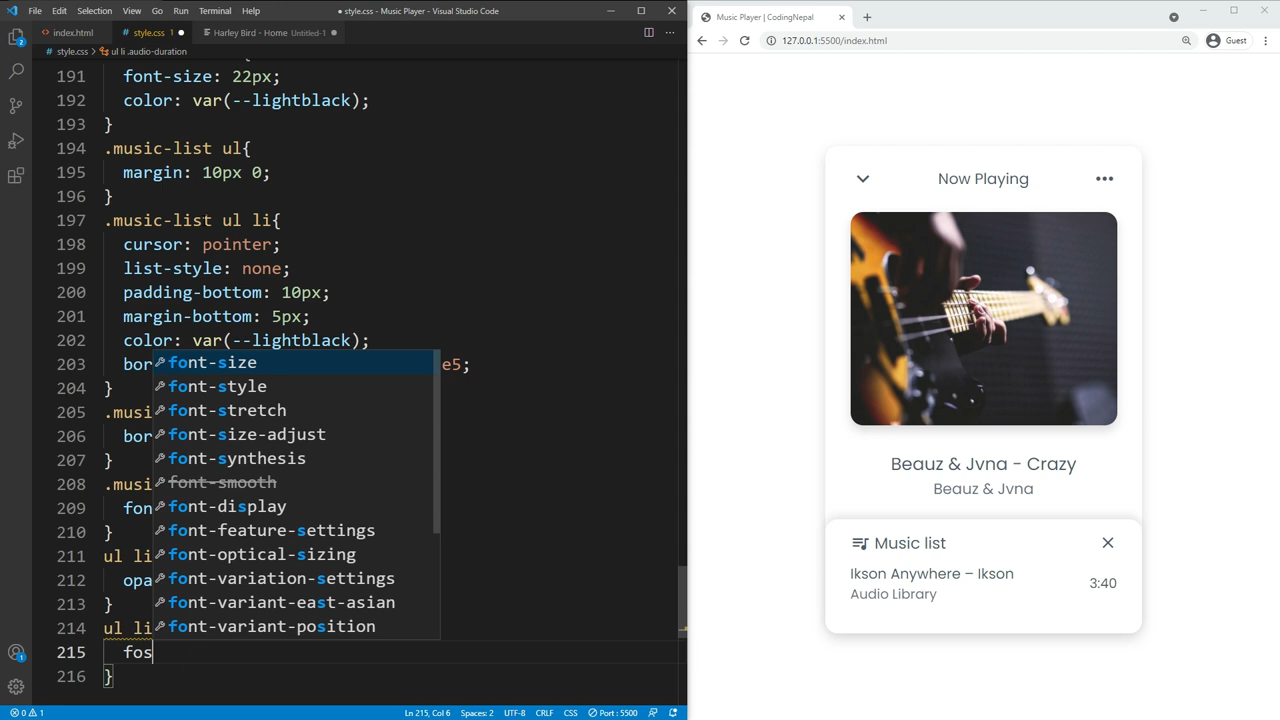 File Edit Selection View Go Run Terminal Help
● style.css - Music Player - Visual Studio Code
index.html
# style.css 1 ●
Harley Bird - Home Untitled-1 ●
# style.css > ul li .audio-duration
191 font-size: 22px;
192 color: var(--lightblack);
193 }
194 .music-list ul{
195 margin: 10px 0;
196 }
197 .music-list ul li{
198 cursor: pointer;
199 list-style: none;
200 padding-bottom: 10px;
201 margin-bottom: 5px;
202 color: var(--lightblack);
203 bor e5;
204 }
205 .musi
206 bor
207 }
208 .musi
209 fon
210 }
211 ul li
212 opa
213 }
214 ul li
215 fos
216 }
font-size
font-style
font-stretch
font-size-adjust
font-synthesis
font-smooth
font-display
font-feature-settings
font-optical-sizing
font-variation-settings
font-variant-east-asian
font-variant-position
2
1
0 1
Ln 215, Col 6 Spaces: 2 UTF-8 CRLF CSS Port : 5500
Music Player | CodingNepal
127.0.0.1:5500/index.html
Guest
Now Playing
Beauz & Jvna - Crazy
Beauz & Jvna
Music list
Ikson Anywhere – Ikson
Audio Library
3:40